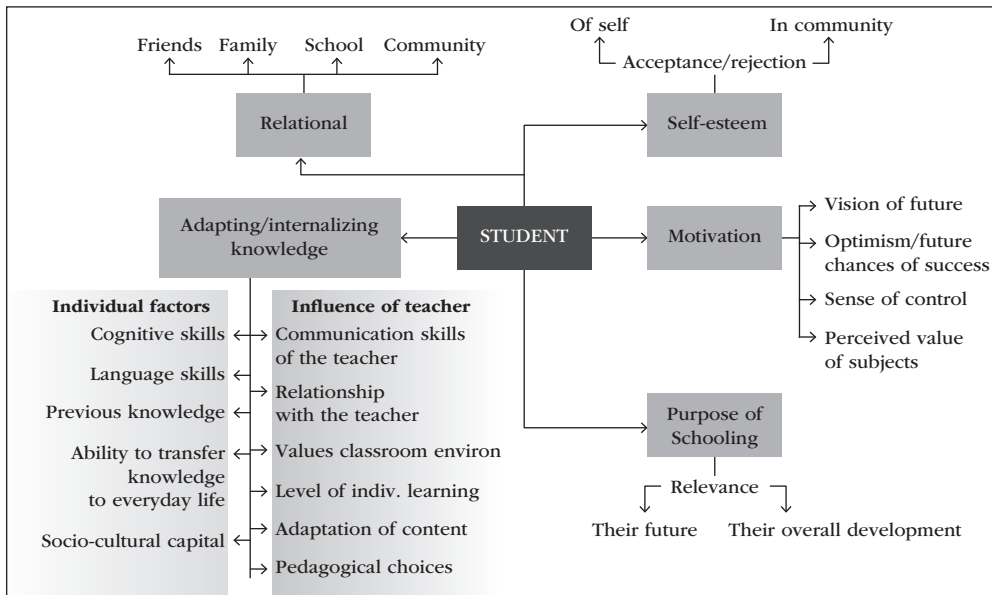 Friends Family School Community
Relational
Of self In community
Acceptance/rejection
Self-esteem
Adapting/internalizing
knowledge
STUDENT
Motivation
Vision of future
Optimism/future
chances of success
Sense of control
Perceived value
of subjects
Individual factors
Cognitive skills
Language skills
Previous knowledge
Ability to transfer
knowledge
to everyday life
Socio-cultural capital
Influence of teacher
Communication skills
of the teacher
Relationship
with the teacher
Values classroom environ
Level of indiv. learning
Adaptation of content
Pedagogical choices
Purpose of
Schooling
Relevance
Their future Their overall development